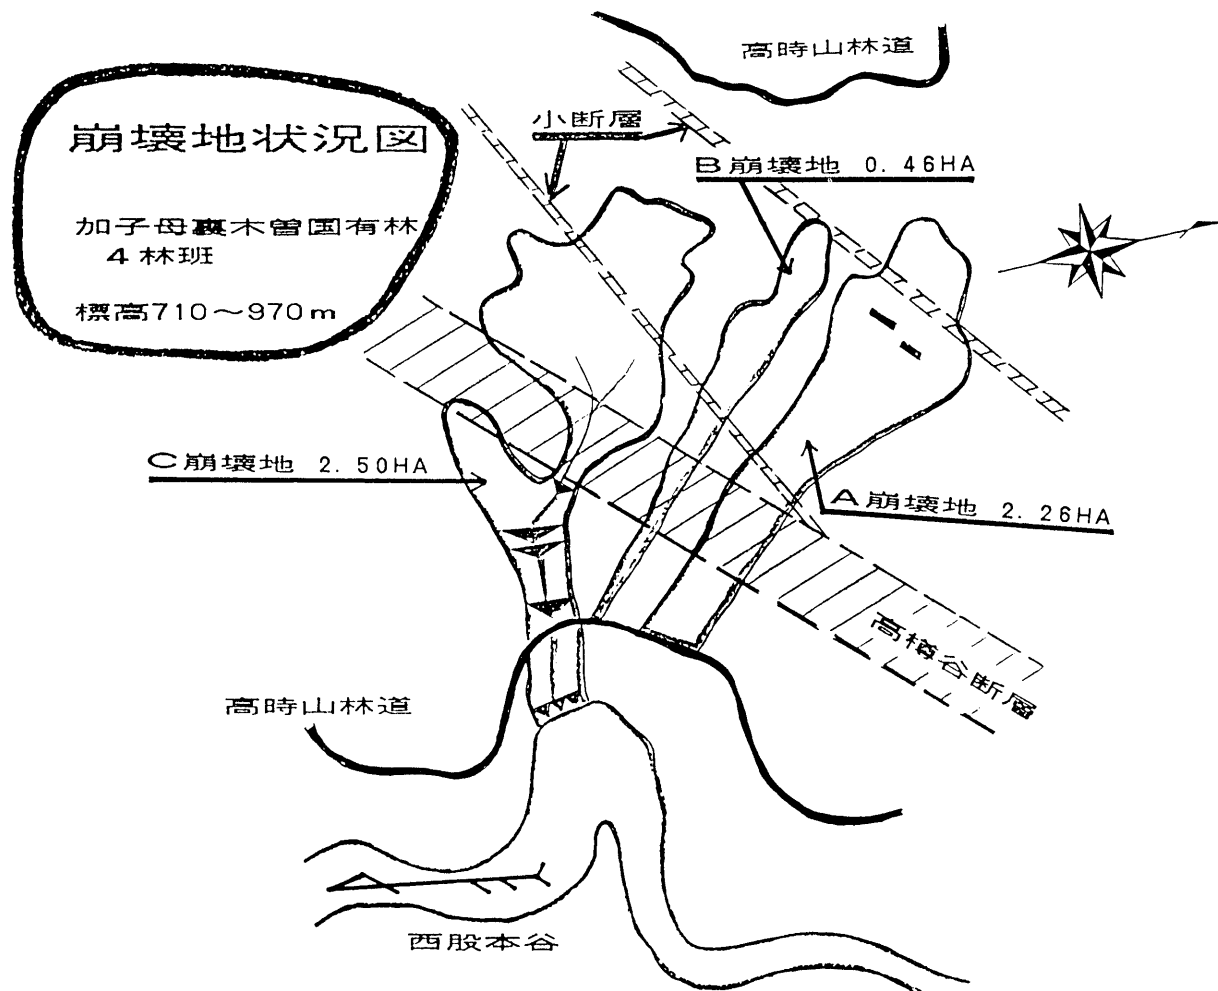 高時山林道
小断層
崩壊地状況図
B崩壊地 0.46HA
加子母裏木曽国有林
4林班
標高710～970m
C崩壊地 2.50HA
A崩壊地 2.26HA
高樽谷断層
高時山林道
西股本谷